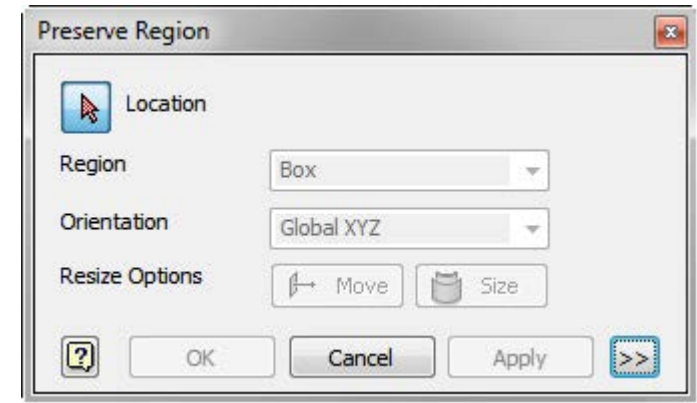 Preserve Region
Location
Region Box
Orientation Global XYZ
Resize Options Move Size
OK Cancel Apply >>